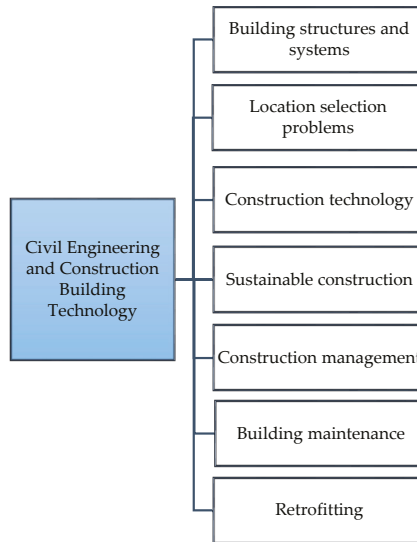 Building structures and
systems
Location selection
problems
Construction technology
Civil Engineering
and Construction
Building
Technology
Sustainable construction
Construction management
Building maintenance
Retrofitting